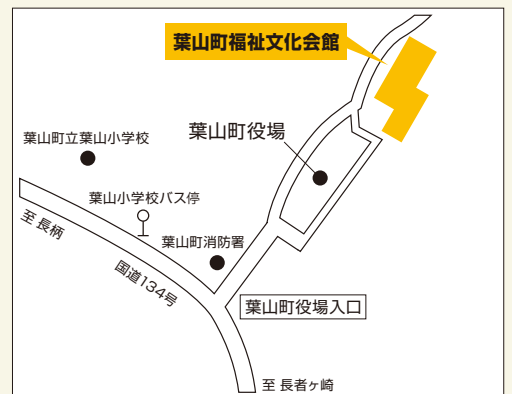 葉山町福祉文化会館
葉山町役場
葉山町立葉山小学校
葉山小学校バス停
至 長柄
葉山町消防署
国道134号
葉山町役場入口
至 長者ヶ崎